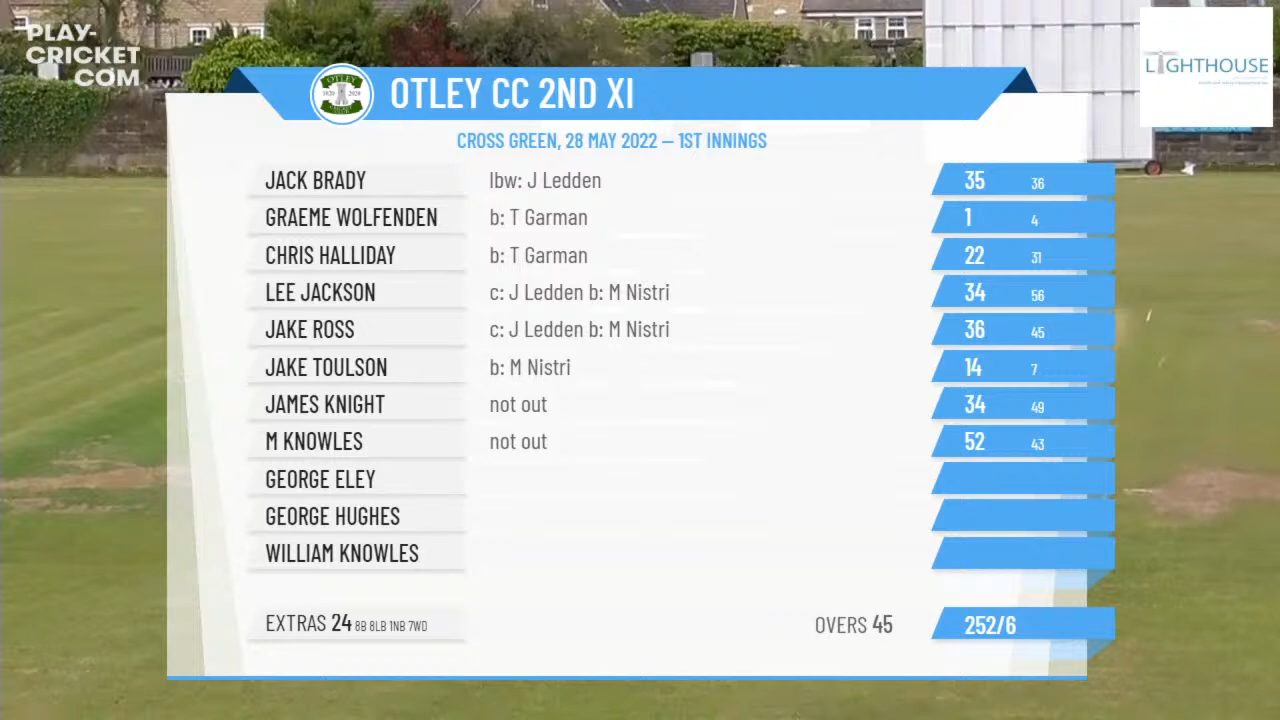 PLAY-
CRICKET
COM
LIGHTHOUSE
OTLEY
OTLEY CC 2ND XI
CROSS GREEN, 28 MAY 2022 – 1ST INNINGS
JACK BRADY lbw: J Ledden 35 36
GRAEME WOLFENDEN b: T Garman 1 4
CHRIS HALLIDAY b: T Garman 22 31
LEE JACKSON c: J Ledden b: M Nistri 34 56
JAKE ROSS c: J Ledden b: M Nistri 36 45
JAKE TOULSON b: M Nistri 14 7
JAMES KNIGHT not out 34 49
M KNOWLES not out 52 43
GEORGE ELEY
GEORGE HUGHES
WILLIAM KNOWLES
EXTRAS 24 8B 8LB 1NB 7WD OVERS 45 252/6